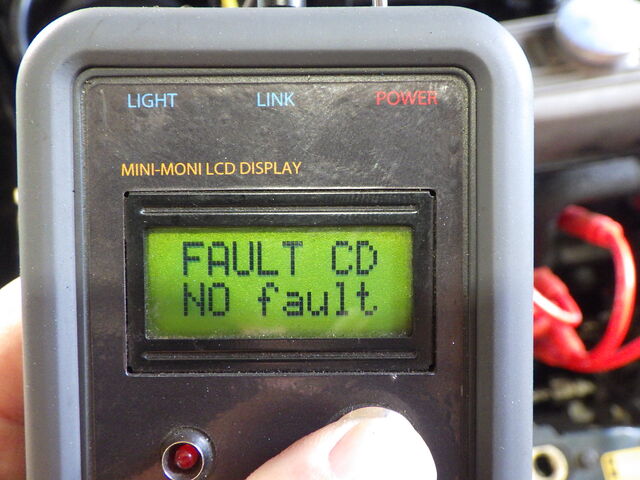 LIGHT LINK POWER
MINI-MONI LCD DISPLAY
FAULT CD
NO fault